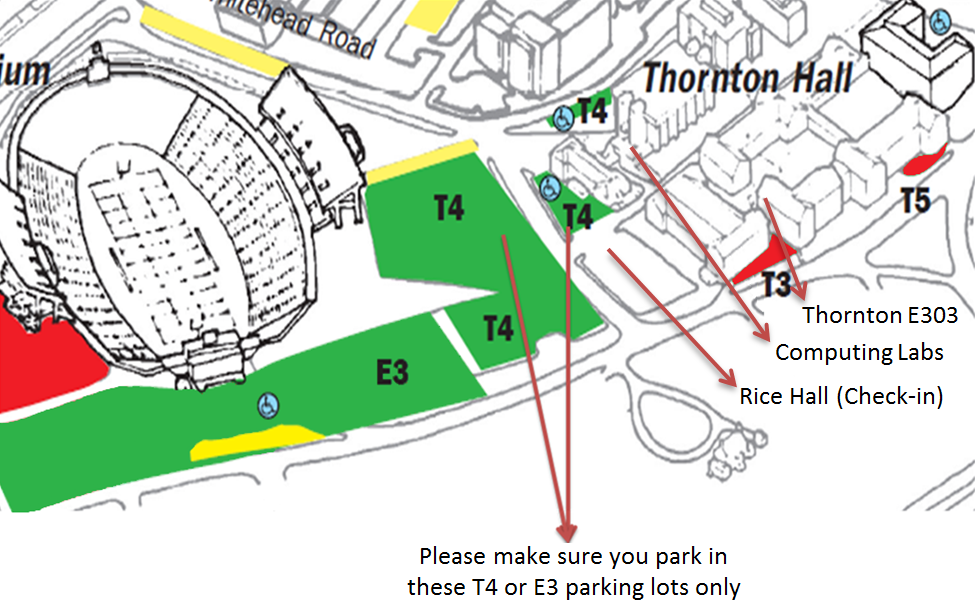 Whitehead Road
ium
Thornton Hall
T4
T4
T4
T5
T3
T4
E3
Thornton E303
Computing Labs
Rice Hall (Check-in)
Please make sure you park in
these T4 or E3 parking lots only